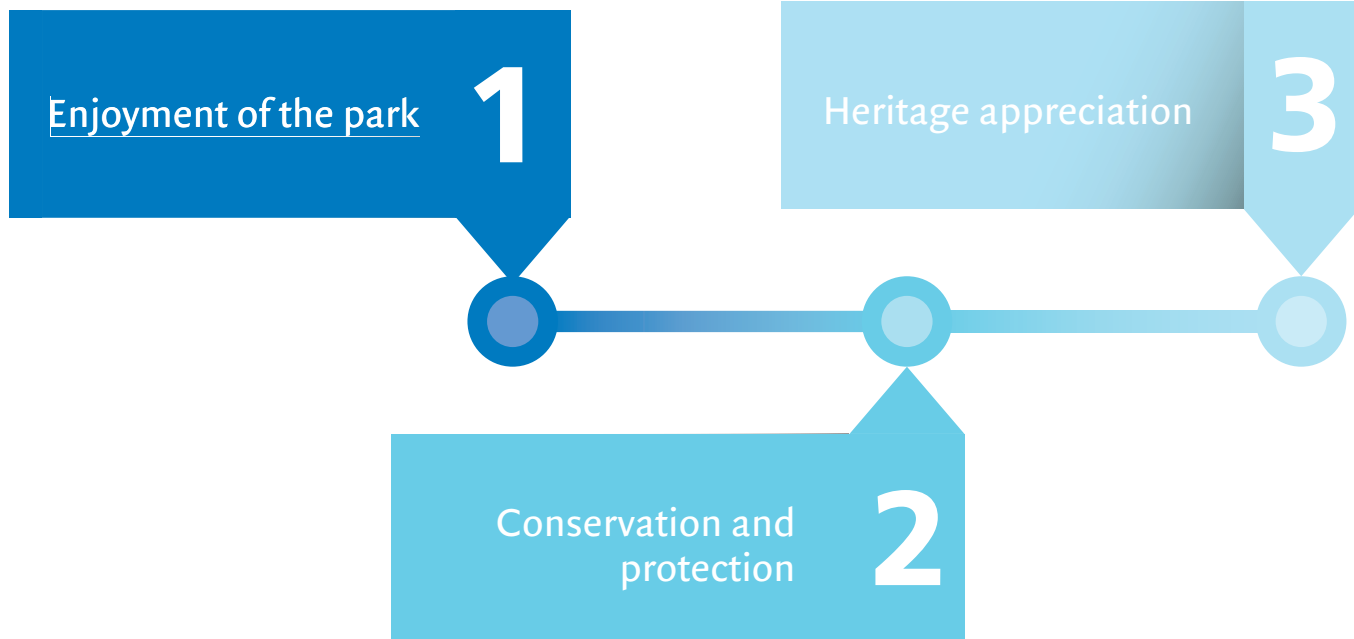 Enjoyment of the park
1
Conservation and
protection
2
Heritage appreciation
3